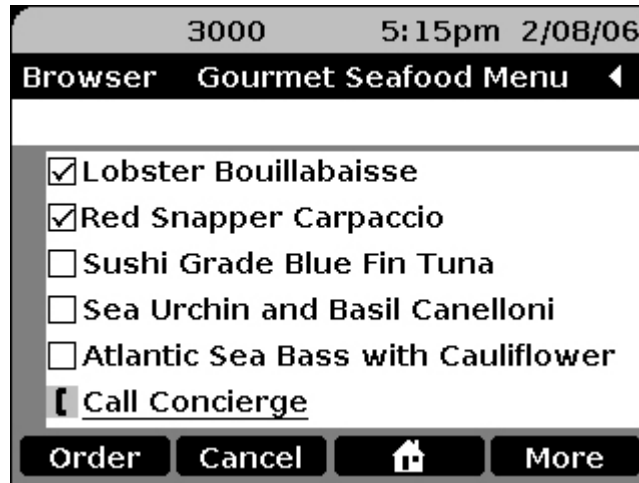 3000 5:15pm 2/08/06
Browser Gourmet Seafood Menu
Lobster Bouillabaisse
Red Snapper Carpaccio
Sushi Grade Blue Fin Tuna
Sea Urchin and Basil Canelloni
Atlantic Sea Bass with Cauliflower
Call Concierge
Order Cancel More